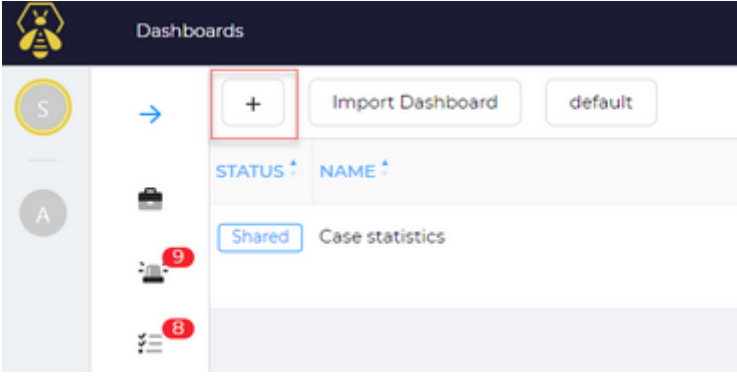 Dashboards
S
+ Import Dashboard default
STATUS NAME
A
Shared Case statistics
9
8